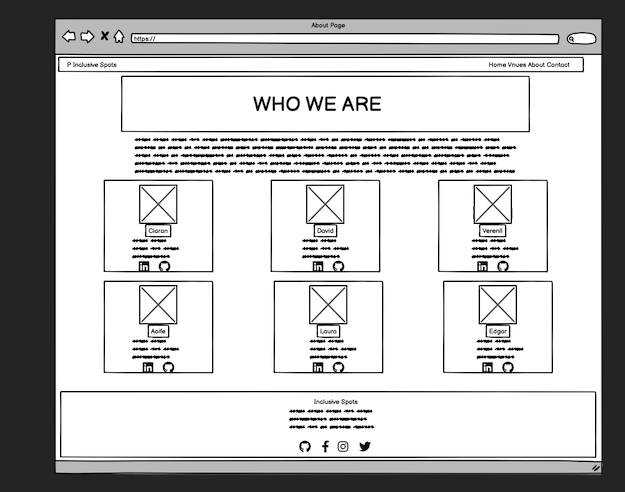 About Page
https://
P Inclusive Spots
Home Vnues About Contact
WHO WE ARE
Ciaran
David
Verenil
Aoife
Laura
Edgar
Inclusive Spots